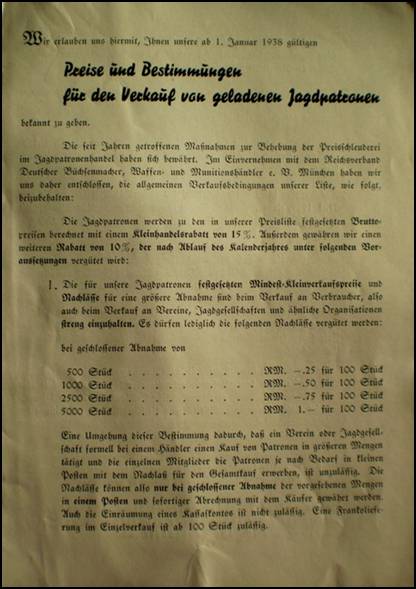 Wir erlauben uns hiermit, Ihnen unsere ab 1. Januar 1938 gültigen
Preise und Bestimmungen
für den Verkauf von geladenen Jagdpatronen
bekannt zu geben.
Die seit Jahren getroffenen Maßnahmen zur Behebung der Preisschleuderei
im Jagdpatronenhandel haben sich bewährt. Im Einvernehmen mit dem Reichsverband
Deutscher Büchsenmacher, Waffen- und Munitionshändler e. V. München haben wir
uns daher entschlossen, die allgemeinen Verkaufsbedingungen unserer Liste, wie folgt,
beizubehalten:
Die Jagdpatronen werden zu den in unserer Preisliste festgesetzten Brutto-
preisen berechnet mit einem Kleinhandelsrabatt von 15 %. Außerdem gewähren wir einen
weiteren Rabatt von 10 %, der nach Ablauf des Kalenderjahres unter folgenden Vor-
aussetzungen vergütet wird:
1. Die für unsere Jagdpatronen festgesetzten Mindest-Kleinverkaufspreise und
Nachlässe für eine größere Abnahme sind beim Verkauf an Verbraucher, also
auch beim Verkauf an Vereine, Jagdgesellschaften und ähnliche Organisationen
streng einzuhalten. Es dürfen lediglich die folgenden Nachlässe vergütet werden:
bei geschlossener Abnahme von
500 Stück . . . . . . . . . . RM. —.25 für 100 Stück
1000 Stück . . . . . . . . . . RM. —.50 für 100 Stück
2500 Stück . . . . . . . . . . RM. —.75 für 100 Stück
5000 Stück . . . . . . . . . . RM. 1.— für 100 Stück
Eine Umgehung dieser Bestimmung dadurch, daß ein Verein oder Jagdgesell-
schaft formell bei einem Händler einen Kauf von Patronen in größeren Mengen
tätigt und die einzelnen Mitglieder die Patronen je nach Bedarf in kleinen
Posten mit dem Nachlaß für den Gesamtkauf erwerben, ist unzulässig. Die
Nachlässe können also nur bei geschlossener Abnahme der vorgesehenen Mengen
in einem Posten und sofortiger Abrechnung mit dem Käufer gewährt werden.
Auch die Einräumung eines Kassaskontos ist nicht zulässig. Eine Frankoliefe-
rung im Einzelverkauf ist ab 100 Stück zulässig.